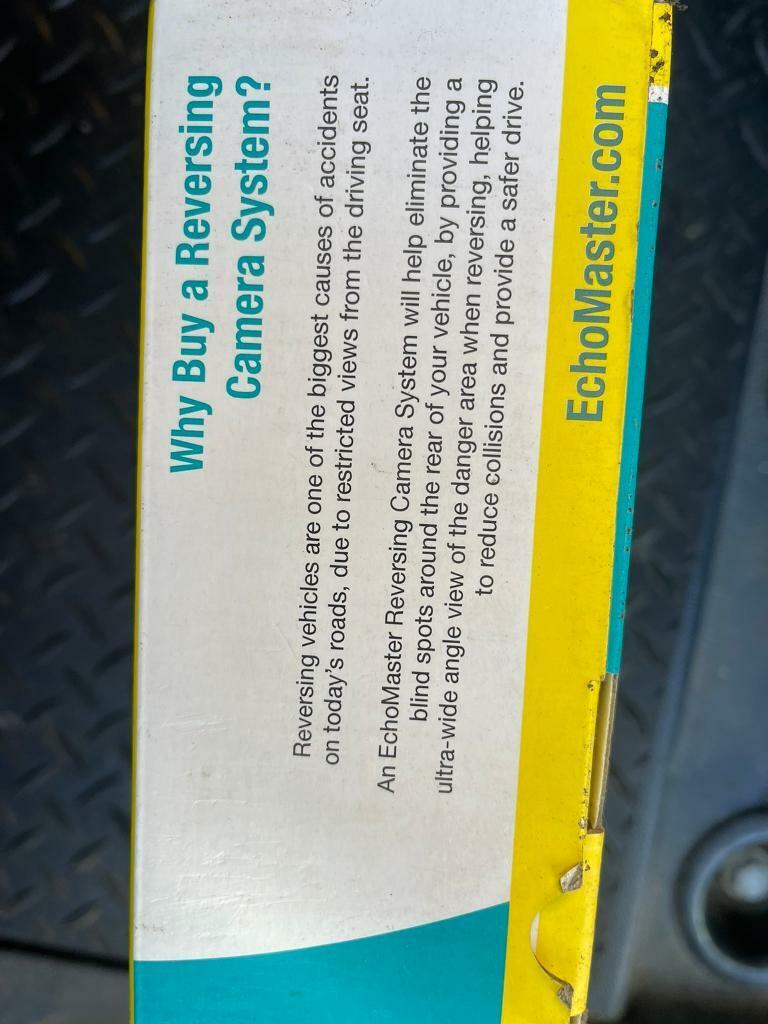 Why Buy a Reversing
Camera System?
Reversing vehicles are one of the biggest causes of accidents
on today's roads, due to restricted views from the driving seat.
An EchoMaster Reversing Camera System will help eliminate the
blind spots around the rear of your vehicle, by providing a
ultra-wide angle view of the danger area when reversing, helping
to reduce collisions and provide a safer drive.
EchoMaster.com